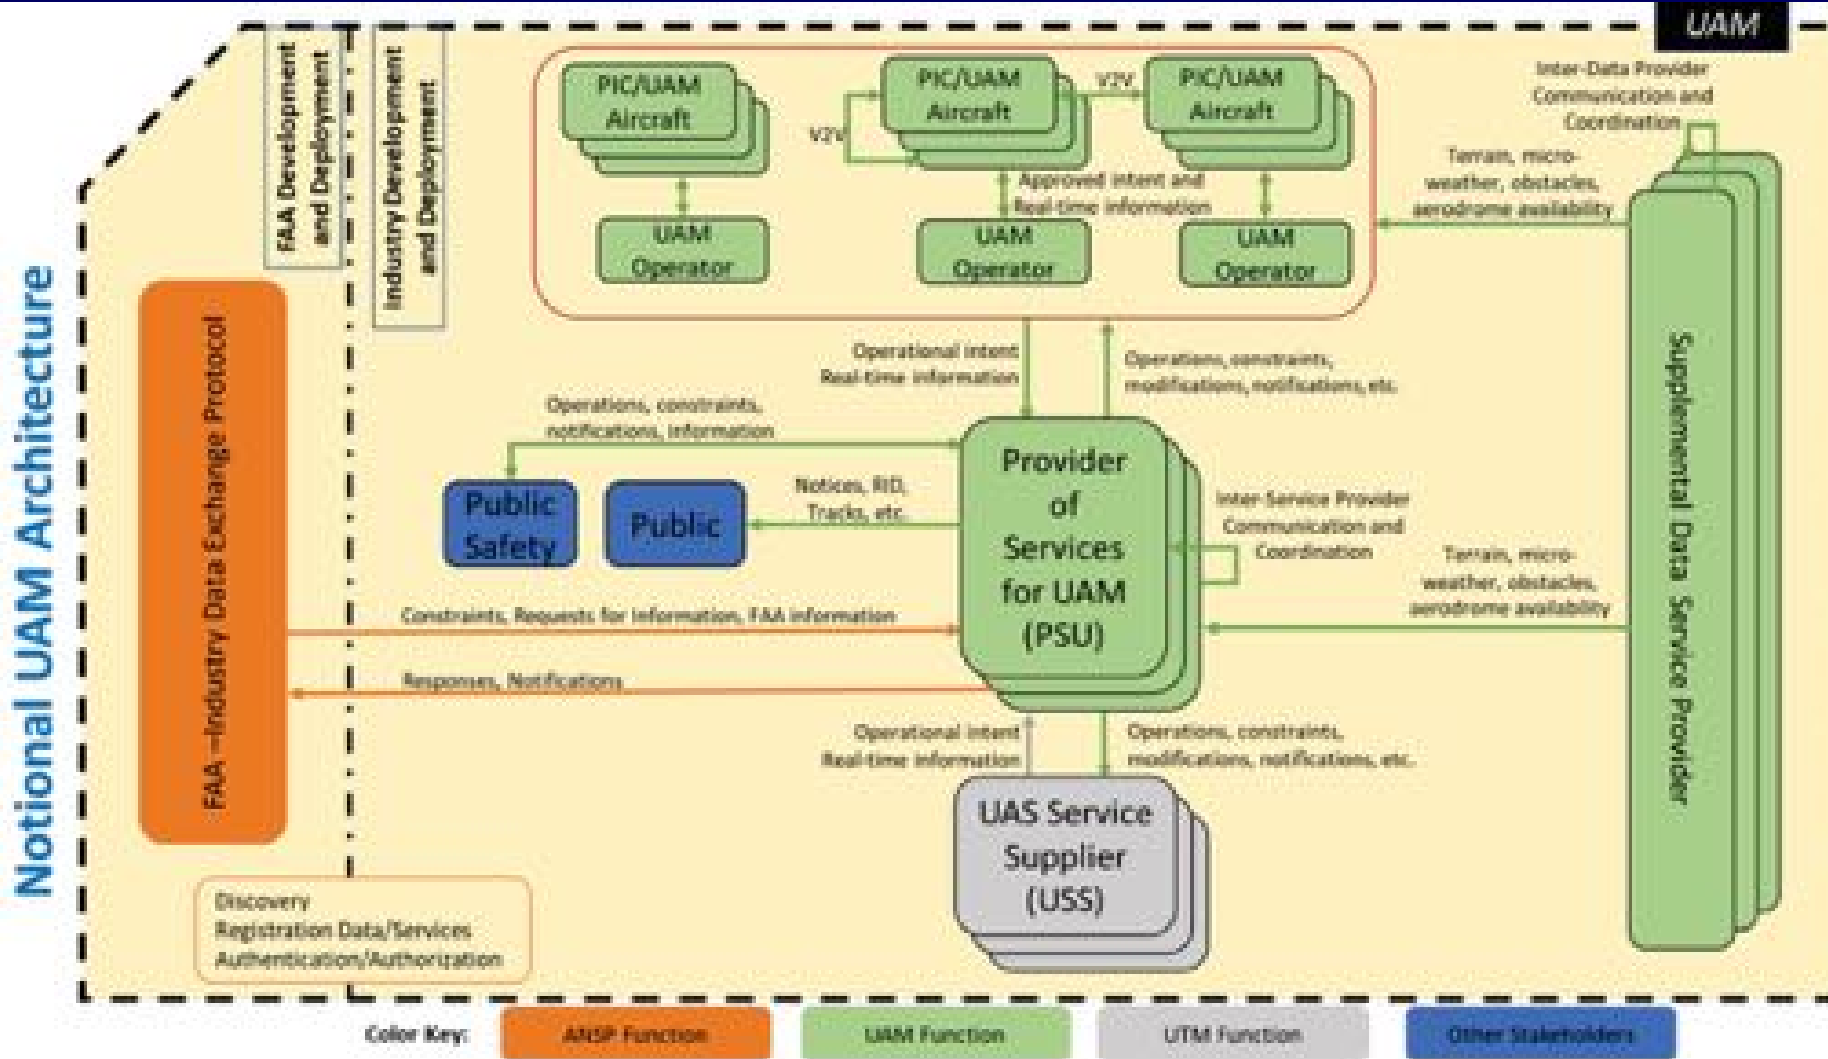 UAM
Notional UAM Architecture
FAA Development
and Deployment
Industry Development
and Deployment
PIC/UAM
Aircraft
PIC/UAM
Aircraft
PIC/UAM
Aircraft
V2V
V2V
Approved intent and
Real-time information
UAM
Operator
UAM
Operator
UAM
Operator
Inter-Data Provider
Communication and
Coordination
Terrain, micro-
weather, obstacles,
aerodrome availability
Supplemental Data Service Provider
FAA –Industry Data Exchange Protocol
Operational intent
Real-time information
Operations, constraints,
modifications, notifications, etc.
Operations, constraints,
notifications, information
Public
Safety
Public
Notices, RID,
Tracks, etc.
Provider
of
Services
for UAM
(PSU)
Inter-Service Provider
Communication and
Coordination
Terrain, micro-
weather, obstacles,
aerodrome availability
Constraints, Requests for Information, FAA information
Responses, Notifications
Operational intent
Real-time information
Operations, constraints,
modifications, notifications, etc.
UAS Service
Supplier
(USS)
Discovery
Registration Data/Services
Authentication/Authorization
Color Key:
ANSP Function
UAM Function
UTM Function
Other Stakeholders